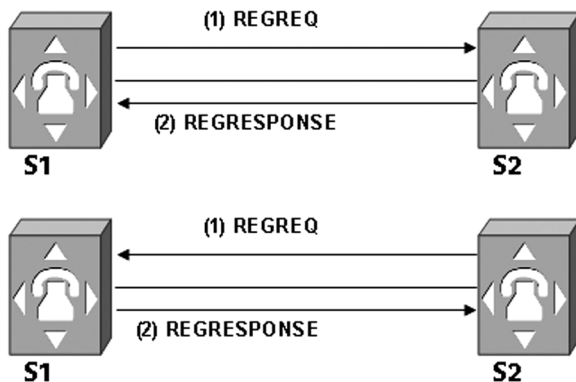 (1) REGREQ
(2) REGRESPONSE
S1 S2
(1) REGREQ
(2) REGRESPONSE
S1 S2